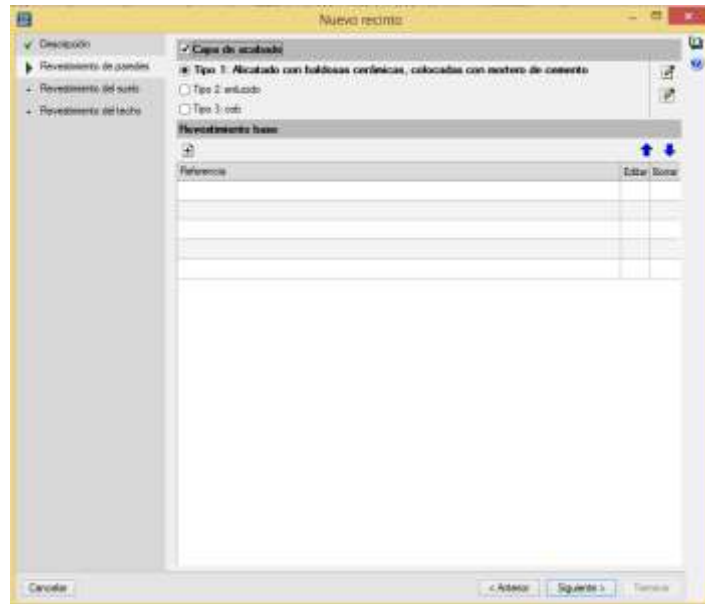 Nuevo recinto
Descripción
Revestimiento de paredes
Revestimiento del suelo
Revestimiento del techo
Capa de acabado
Tipo 1: Alicatado con baldosas cerámicas, colocadas con mortero de cemento
Tipo 2: enlucido
Tipo 3:
Revestimiento base
Referencia Editar Borrar
Cancelar < Anterior Siguiente > Terminar